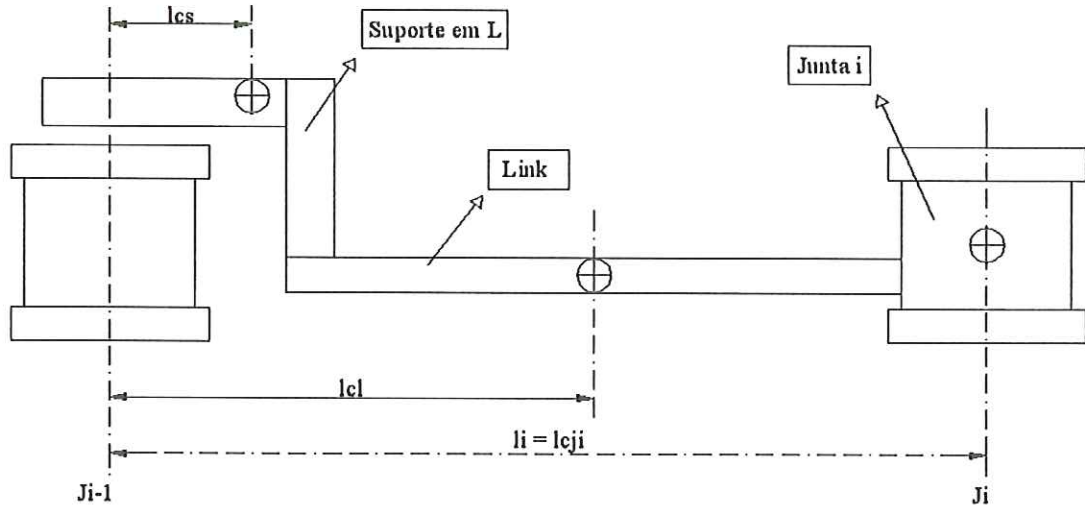 lcs
Suporte em L
Junta i
Link
lcl
li = lcji
Ji-1
Ji